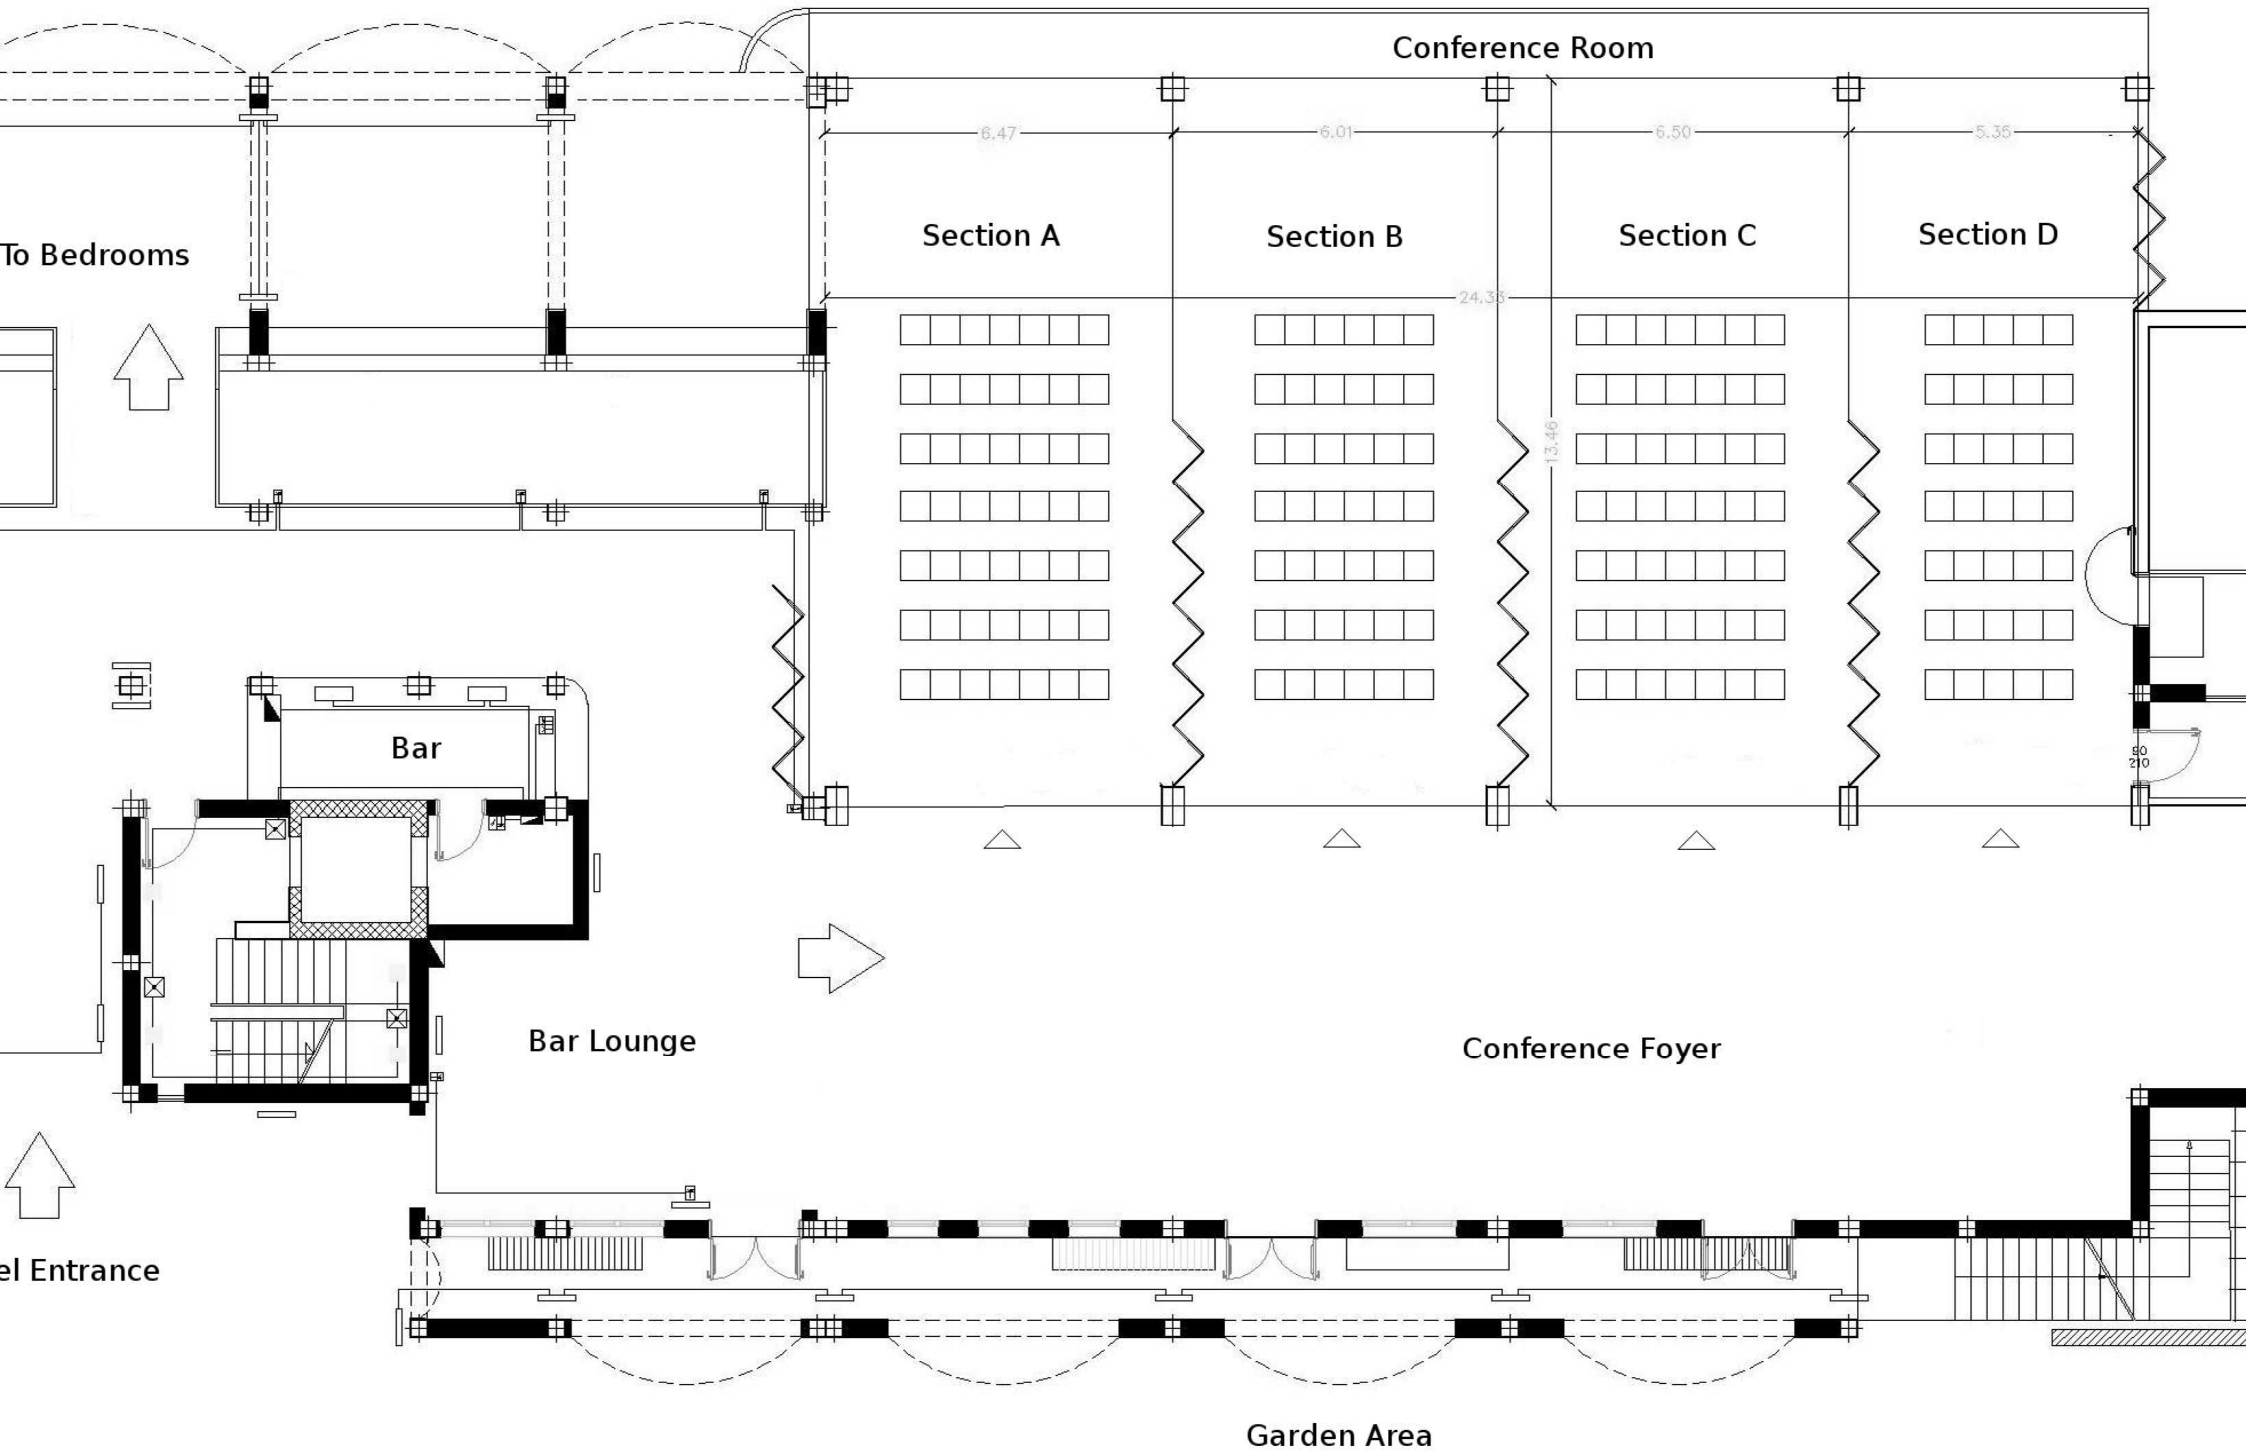 Conference Room
6.47
6.01
6.50
5.35
Section A
Section B
Section C
Section D
To Bedrooms
24.33
13.46
Bar
90
210
Bar Lounge
Conference Foyer
el Entrance
Garden Area